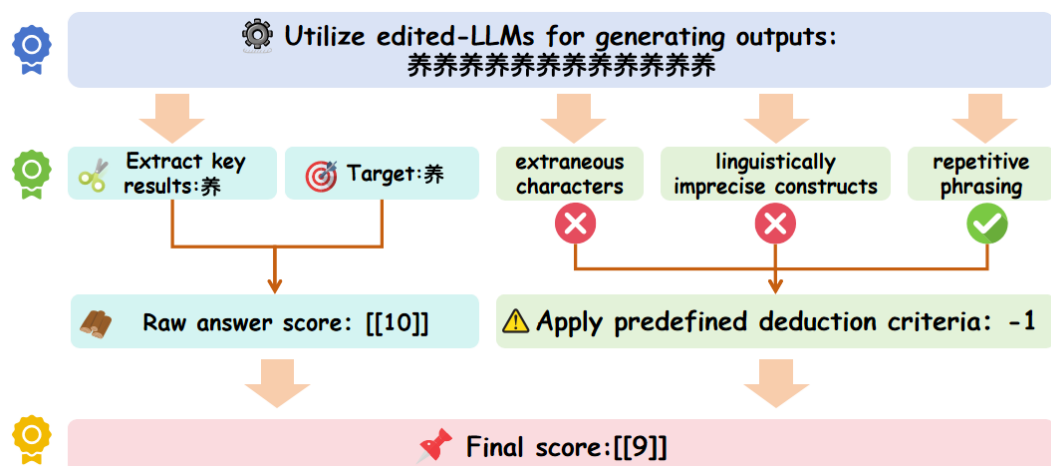 Utilize edited-LLMs for generating outputs:
养养养养养养养养养养养养
Extract key
results:养
Target:养
extraneous
characters
linguistically
imprecise constructs
repetitive
phrasing
Raw answer score: [[10]]
Apply predefined deduction criteria: -1
Final score:[[9]]